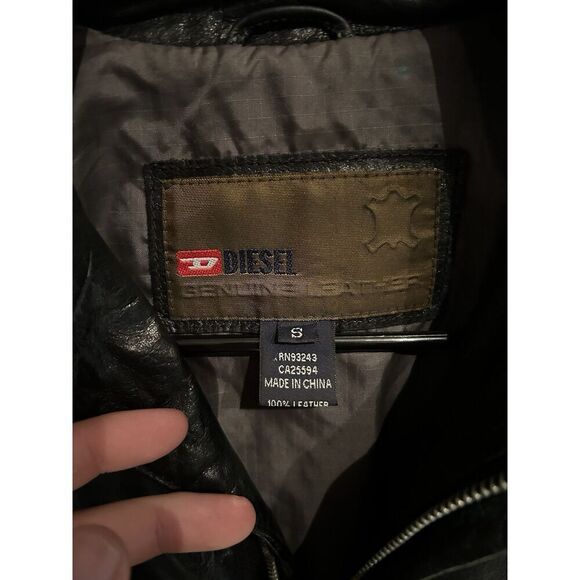 D DIESEL
GENUINE LEATHER
S
RN93243
CA25594
MADE IN CHINA
100% LEATHER